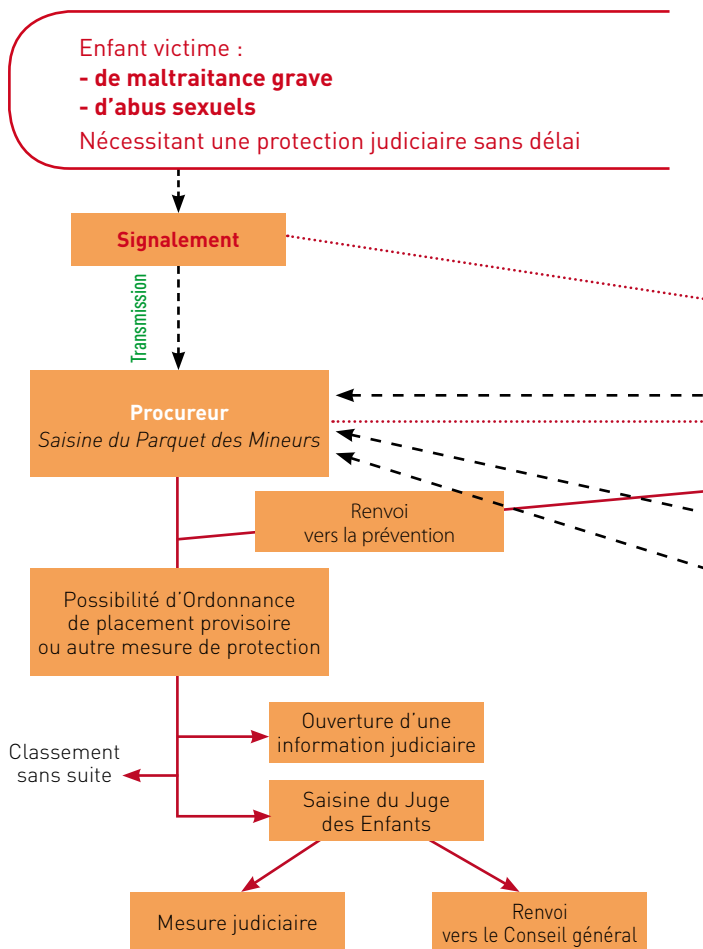 Enfant victime :
- de maltraitance grave
- d'abus sexuels
Nécessitant une protection judiciaire sans délai
Signalement
Transmission
Procureur
Saisine du Parquet des Mineurs
Renvoi
vers la prévention
Possibilité d'Ordonnance
de placement provisoire
ou autre mesure de protection
Ouverture d'une
information judiciaire
Classement
sans suite
Saisine du Juge
des Enfants
Mesure judiciaire
Renvoi
vers le Conseil général